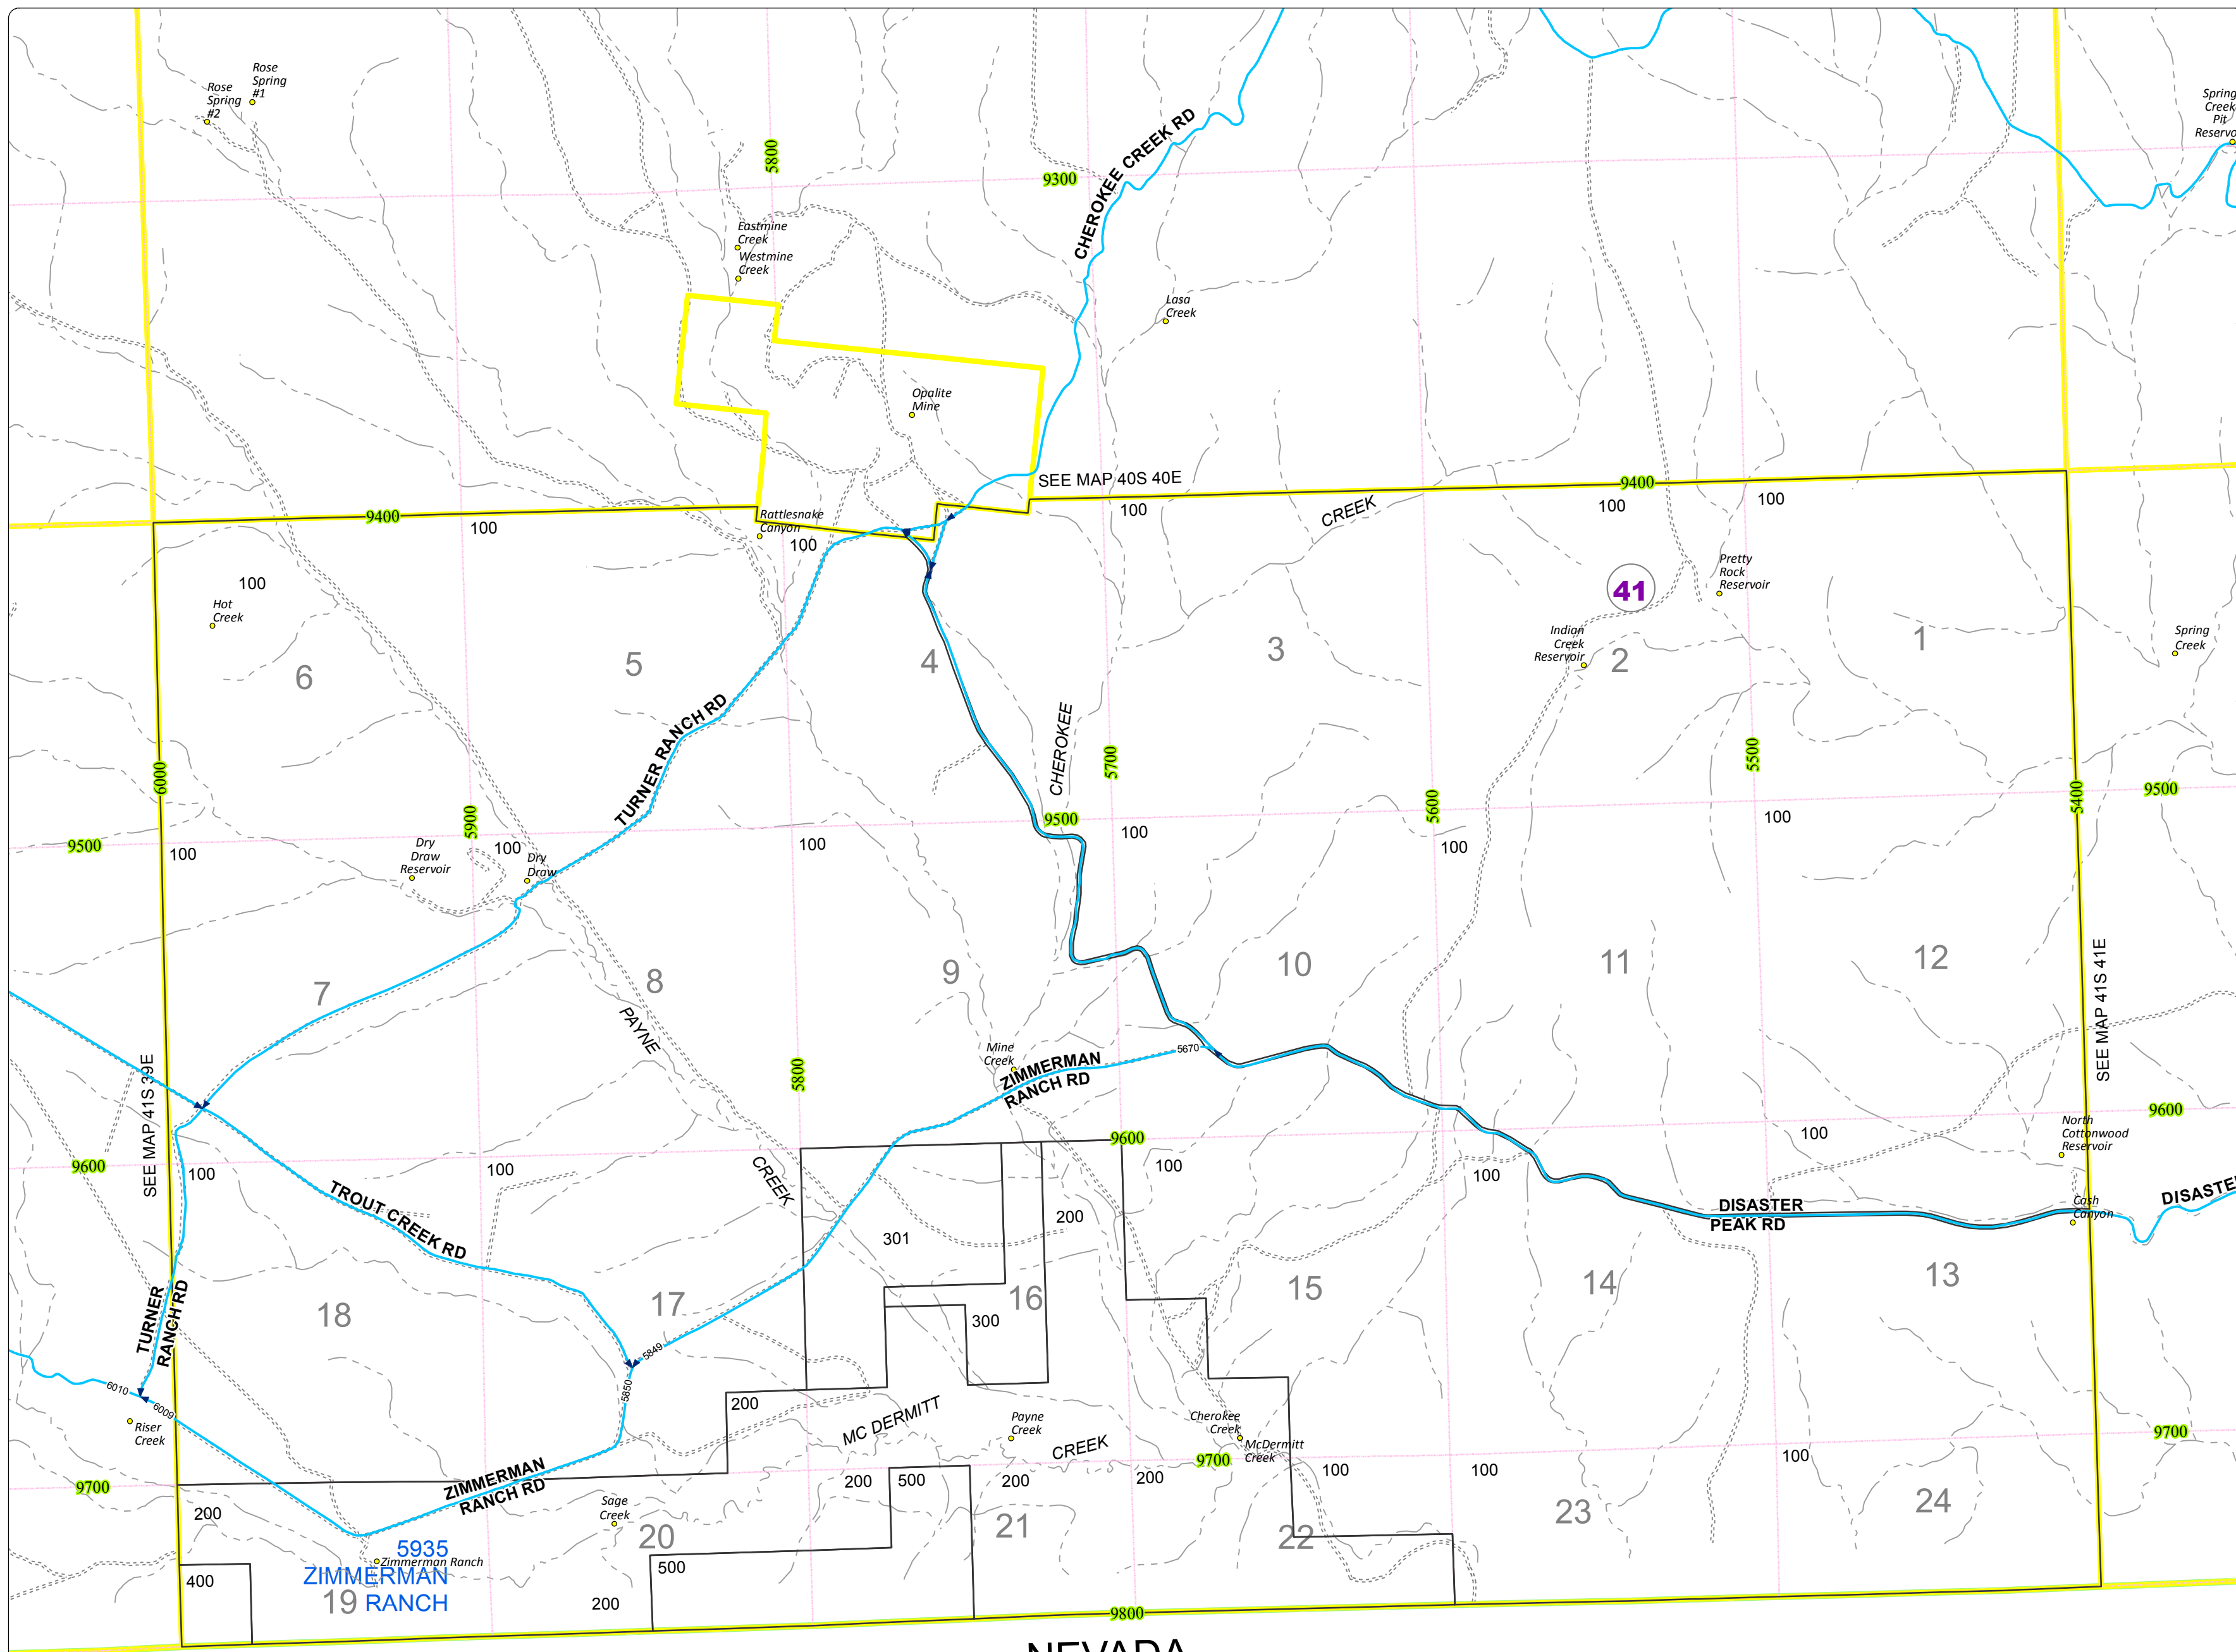 Rose
Spring
#1
Rose
Spring
#2
5800
9300
CHEROKEE CREEK RD
Spring
Creek
Pit
Eastmine
Creek
Westmine
Creek
Lasa
Creek
Opalite
Mine
SEE MAP 40S 40E
9400
100
Rattlesnake
Canyon
100
100
CREEK
100
9400
100
100
Hot
Creek
41
Pretty
Rock
Reservoir
Indian
Creek
Reservoir
Spring
Creek
6
5
4
3
2
1
TURNER RANCH RD
CHEROKEE
6000
5900
5700
5600
5500
5400
9500
100
Dry
Draw
Reservoir
100
Dry
Draw
100
9500
100
100
100
9500
7
8
9
10
11
12
PAYNE
SEE MAP 41S 39E
5800
Mine
Creek
ZIMMERMAN
RANCH RD
5670
SEE MAP 41S 41E
9600
100
100
CREEK
9600
100
100
100
9600
North
Cottonwood
Reservoir
TROUT CREEK RD
301
200
DISASTER
PEAK RD
Cash
Canyon
DISASTER
TURNER
RANCH RD
18
17
16
15
14
13
300
5849
5850
6010
6009
Riser
Creek
200
MC DERMITT
CREEK
Payne
Creek
Cherokee
Creek
McDermitt
Creek
9700
9700
9700
ZIMMERMAN
RANCH RD
200
200
500
200
200
100
100
100
Sage
Creek
20
21
22
23
24
5935
ZIMMERMAN
RANCH
Zimmerman Ranch
19
400
200
500
9800
NEVADA